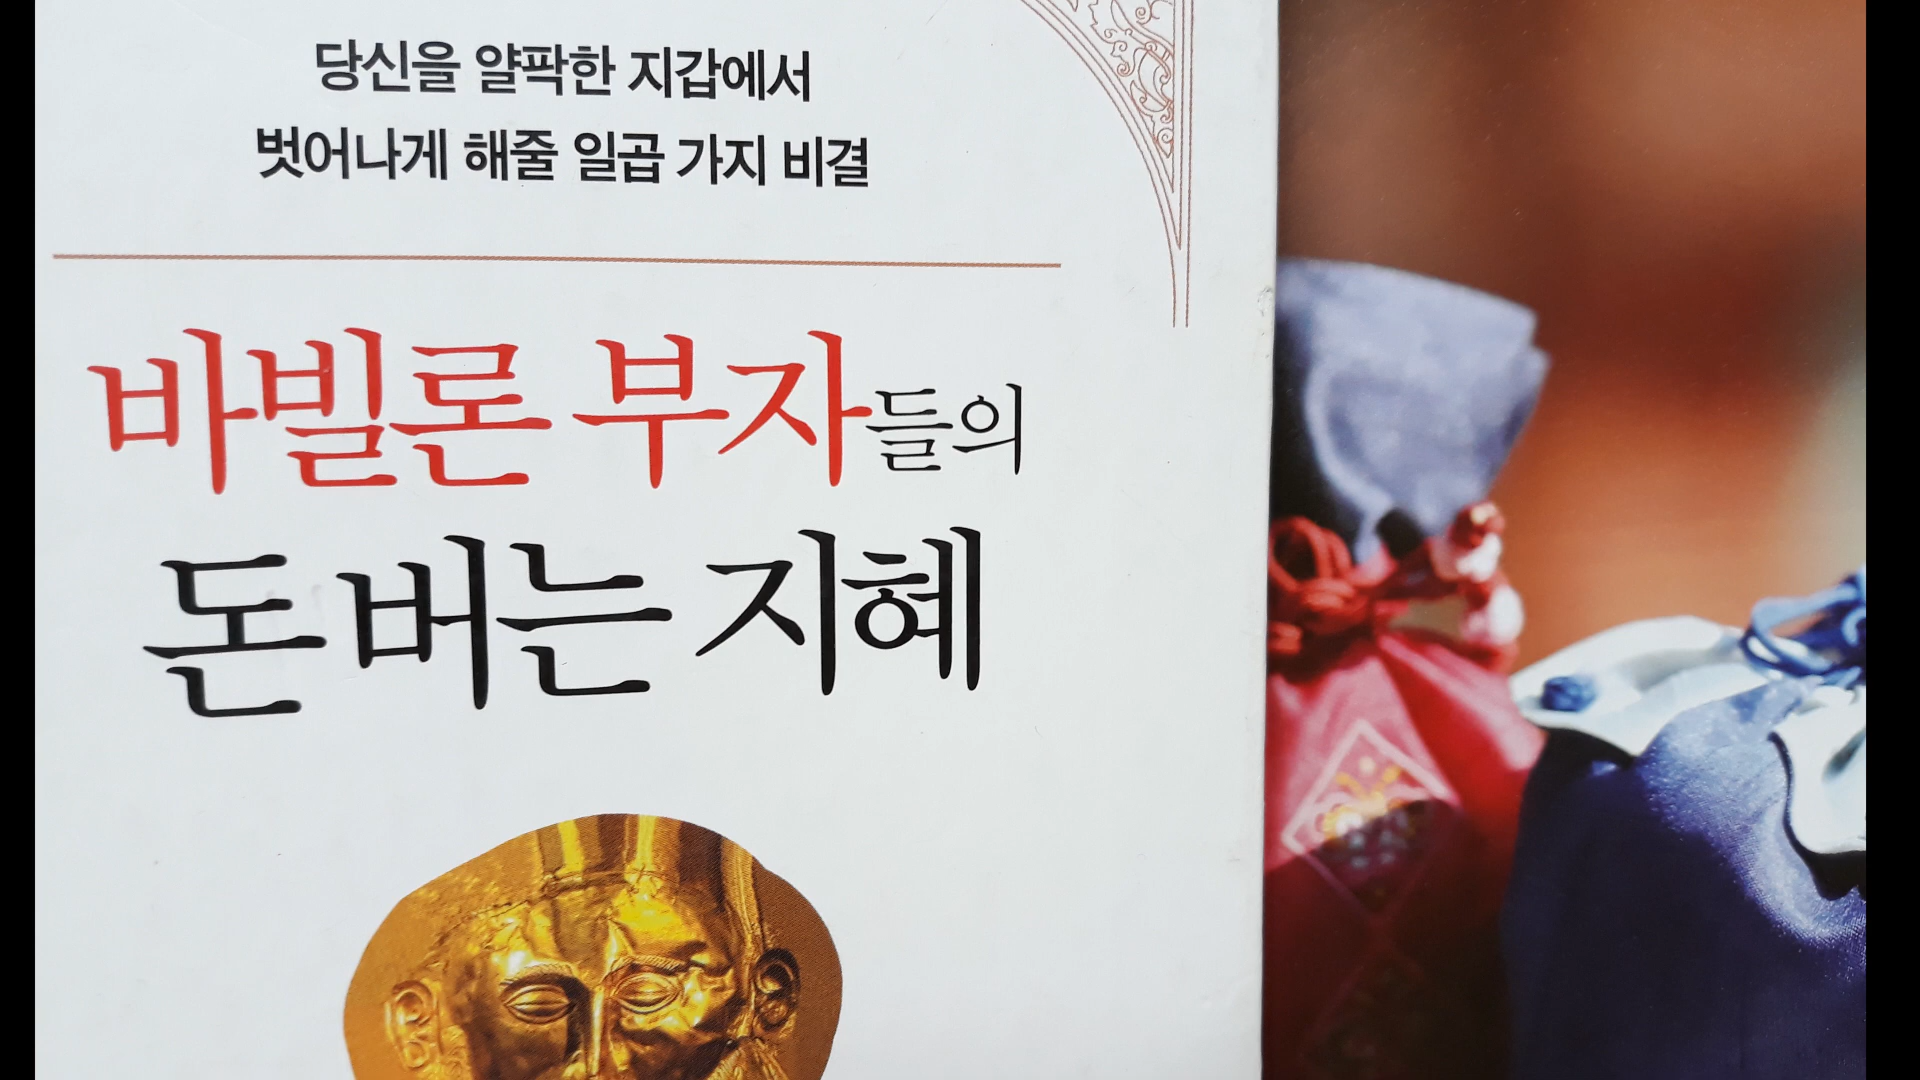 당신을 얄팍한 지갑에서
벗어나게 해줄 일곱 가지 비결
바빌론 부자들의
돈 버는 지혜